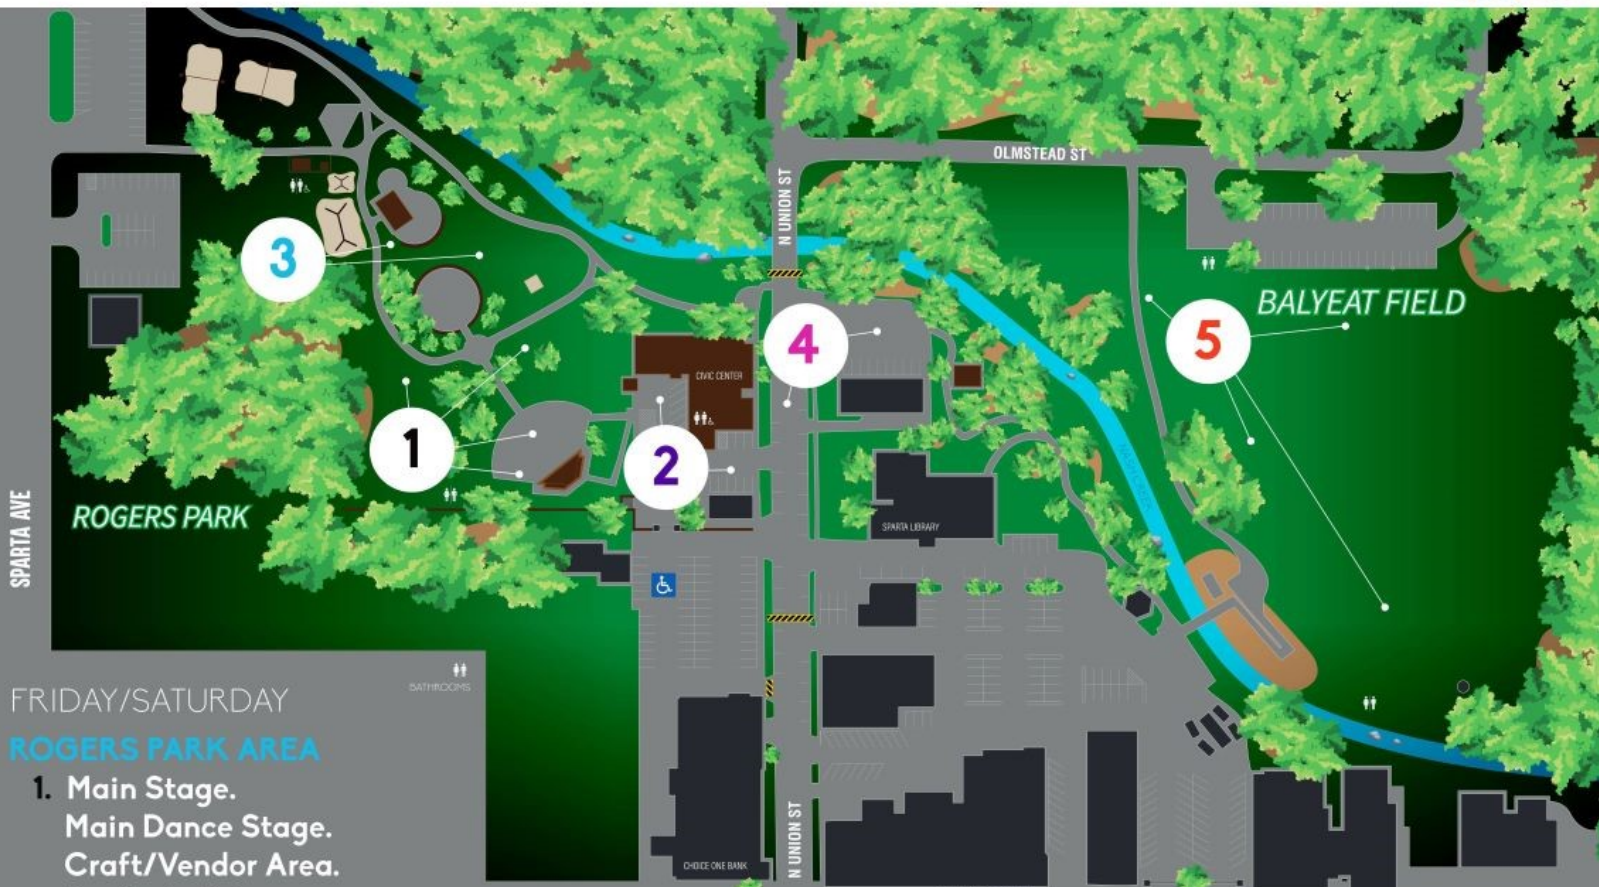 OLMSTEAD ST
N UNION ST
3
BALYEAT FIELD
4
5
CIVIC CENTER
1
2
NASH CREEK
SPARTA AVE
ROGERS PARK
SPARTA LIBRARY
BATHROOMS
FRIDAY/SATURDAY
ROGERS PARK AREA
1. Main Stage.
Main Dance Stage.
Craft/Vendor Area.
N UNION ST
CHOICE ONE BANK